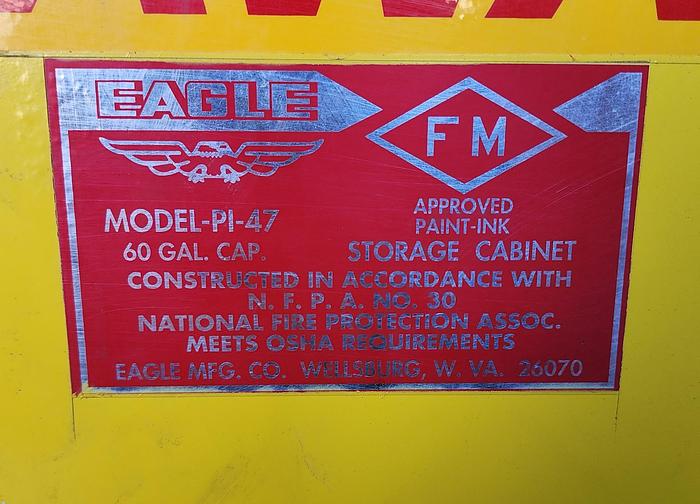 EAGLE
FM
MODEL-PI-47
60 GAL. CAP.
APPROVED
PAINT-INK
STORAGE CABINET
CONSTRUCTED IN ACCORDANCE WITH
N. F. P. A. NO. 30
NATIONAL FIRE PROTECTION ASSOC.
MEETS OSHA REQUIREMENTS
EAGLE MFG. CO. WELLSBURG, W. VA. 26070